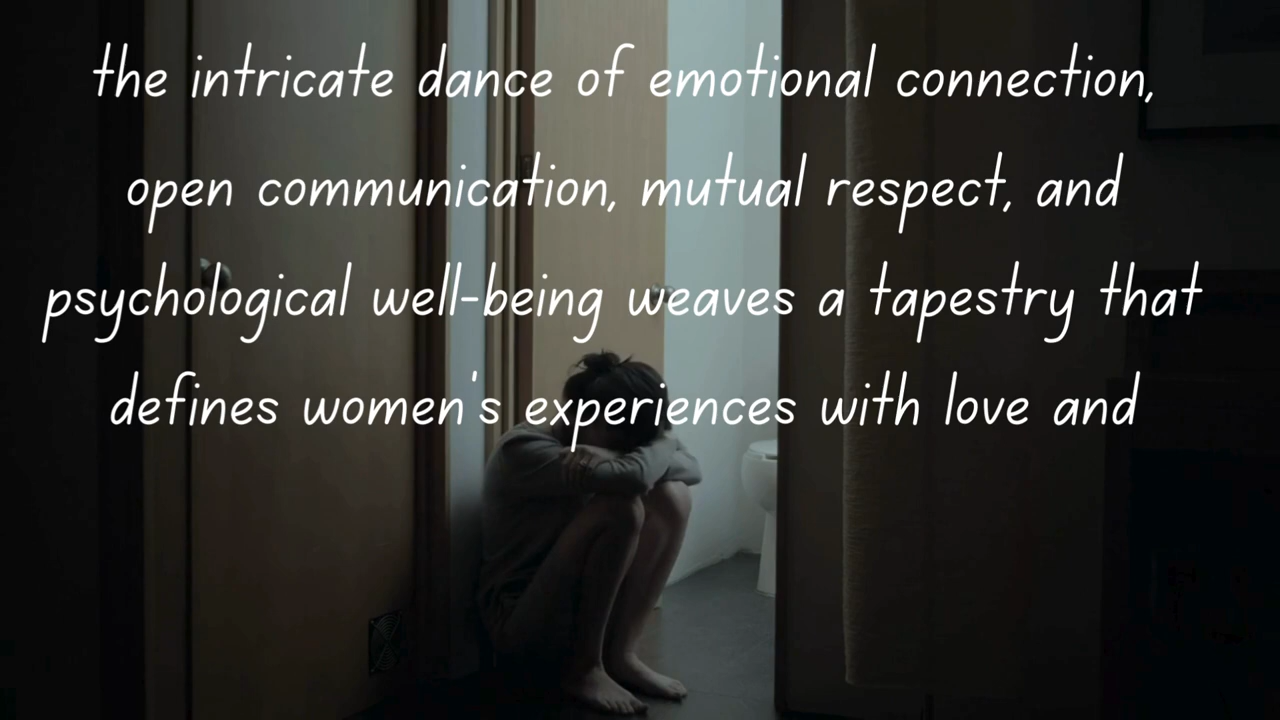 the intricate dance of emotional connection,
open communication, mutual respect, and
psychological well-being weaves a tapestry that
defines women's experiences with love and